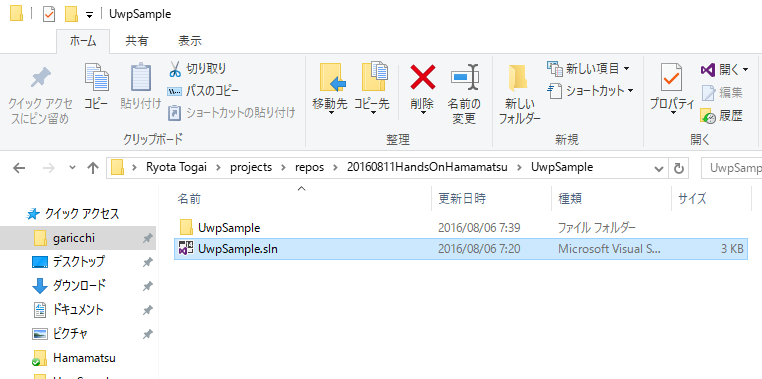 UwpSample
ホーム 共有 表示
クイック アクセスにピン留め
コピー
貼り付け
切り取り
パスのコピー
ショートカットの貼り付け
クリップボード
移動先
コピー先
削除
名前の変更
整理
新しいフォルダー
新しい項目
ショートカット
新規
プロパティ
開く
編集
履歴
開く
Ryota Togai projects repos 20160811HandsOnHamamatsu UwpSample
UwpSam
名前 更新日時 種類 サイズ
UwpSample 2016/08/06 7:39 ファイル フォルダー
UwpSample.sln 2016/08/06 7:20 Microsoft Visual S... 3 KB
クイック アクセス
garicchi
デスクトップ
ダウンロード
ドキュメント
ピクチャ
Hamamatsu